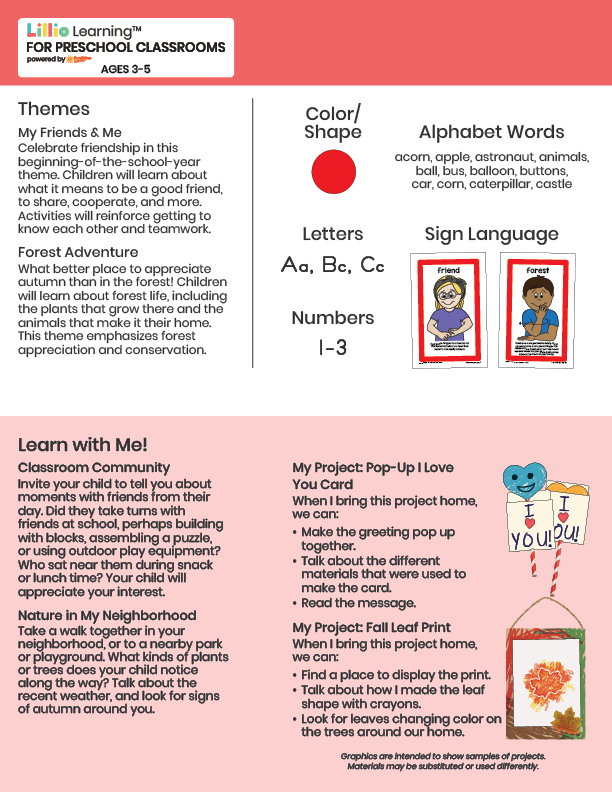 Lillio Learning™
FOR PRESCHOOL CLASSROOMS
powered by
AGES 3-5
Themes
My Friends & Me
Celebrate friendship in this
beginning-of-the-school-year
theme. Children will learn about
what it means to be a good friend,
to share, cooperate, and more.
Activities will reinforce getting to
know each other and teamwork.
Forest Adventure
What better place to appreciate
autumn than in the forest! Children
will learn about forest life, including
the plants that grow there and the
animals that make it their home.
This theme emphasizes forest
appreciation and conservation.
Color/
Shape
Letters
Aa, Bc, Cc
Numbers
1-3
Alphabet Words
acorn, apple, astronaut, animals,
ball, bus, balloon, buttons,
car, corn, caterpillar, castle
Sign Language
friend
forest
Learn with Me!
Classroom Community
Invite your child to tell you about
moments with friends from their
day. Did they take turns with
friends at school, perhaps building
with blocks, assembling a puzzle,
or using outdoor play equipment?
Who sat near them during snack
or lunch time? Your child will
appreciate your interest.
Nature in My Neighborhood
Take a walk together in your
neighborhood, or to a nearby park
or playground. What kinds of plants
or trees does your child notice
along the way? Talk about the
recent weather, and look for signs
of autumn around you.
My Project: Pop-Up I Love
You Card
When I bring this project home,
we can:
• Make the greeting pop up
together.
• Talk about the different
materials that were used to
make the card.
• Read the message.
My Project: Fall Leaf Print
When I bring this project home,
we can:
• Find a place to display the print.
• Talk about how I made the leaf
shape with crayons.
• Look for leaves changing color on
the trees around our home.
I
YOU!
I
OU!
Graphics are intended to show samples of projects.
Materials may be substituted or used differently.